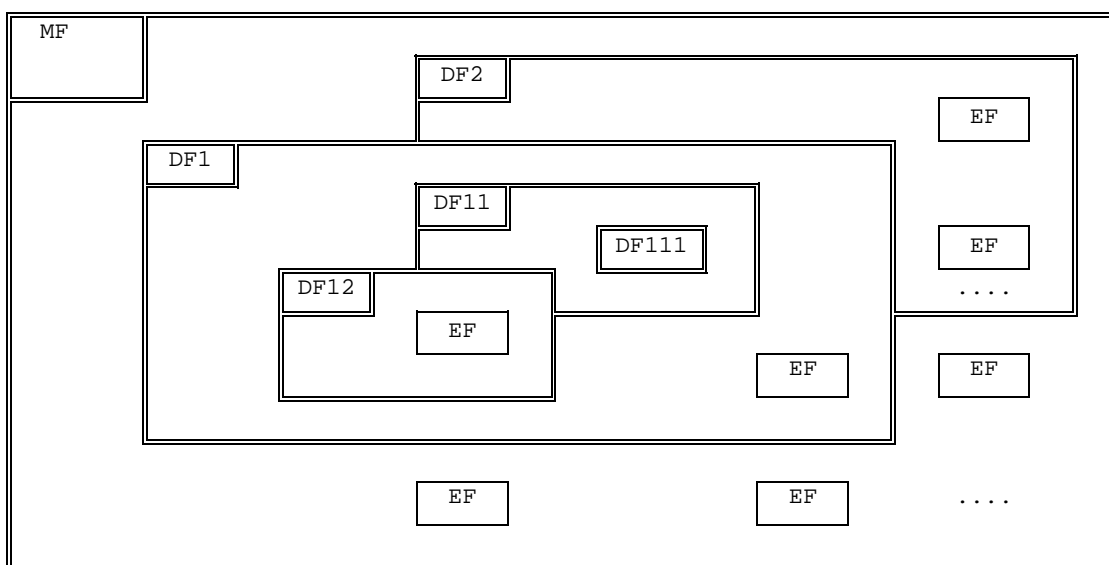 MF
DF2
EF
DF1
DF11
DF111
EF
DF12
....
EF
EF
EF
EF
EF
....